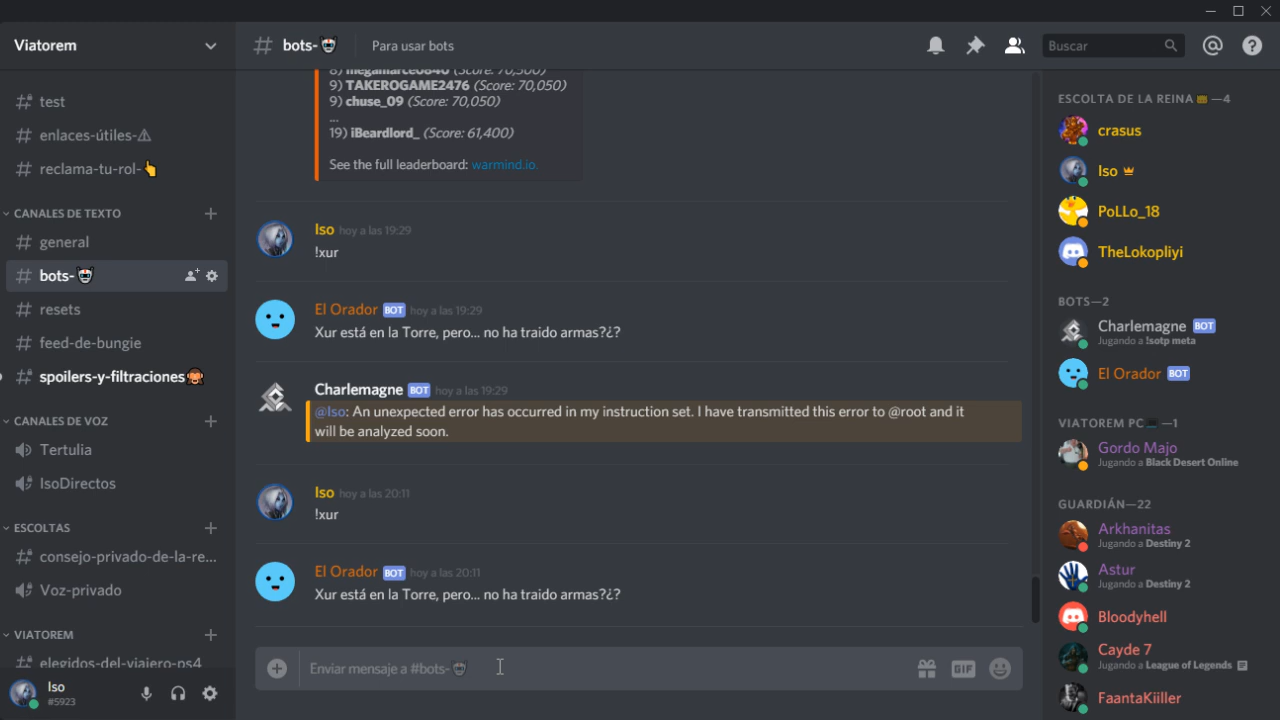 Viatorem
# bots-
Para usar bots
Buscar
test
enlaces-útiles-⚠
reclama-tu-rol-👆
CANALES DE TEXTO
general
bots-
resets
feed-de-bungie
spoilers-y-filtraciones🙊
CANALES DE VOZ
Tertulia
IsoDirectos
ESCOLTAS
consejo-privado-de-la-re...
Voz-privado
VIATOREM
elegidos-del-viajero-ps4
Iso
#5923
8) megamarce0840 (Score: 70,500)
9) TAKEROGAME2476 (Score: 70,050)
9) chuse_09 (Score: 70,050)
...
19) iBeardlord_ (Score: 61,400)
See the full leaderboard: warmind.io.
Iso hoy a las 19:29
!xur
El Orador BOT hoy a las 19:29
Xur está en la Torre, pero... no ha traido armas?¿?
Charlemagne BOT hoy a las 19:29
@Iso: An unexpected error has occurred in my instruction set. I have transmitted this error to @root and it
will be analyzed soon.
Iso hoy a las 20:11
!xur
El Orador BOT hoy a las 20:11
Xur está en la Torre, pero... no ha traido armas?¿?
Enviar mensaje a #bots-
GIF
ESCOLTA DE LA REINA👑—4
crasus
Iso
PoLLo_18
TheLokopliyi
BOTS—2
Charlemagne BOT
Jugando a !sotp meta
El Orador BOT
VIATOREM PC💻—1
Gordo Majo
Jugando a Black Desert Online
GUARDIÁN—22
Arkhanitas
Jugando a Destiny 2
Astur
Jugando a Destiny 2
Bloodyhell
Cayde 7
Jugando a League of Legends
FaantaKiiller